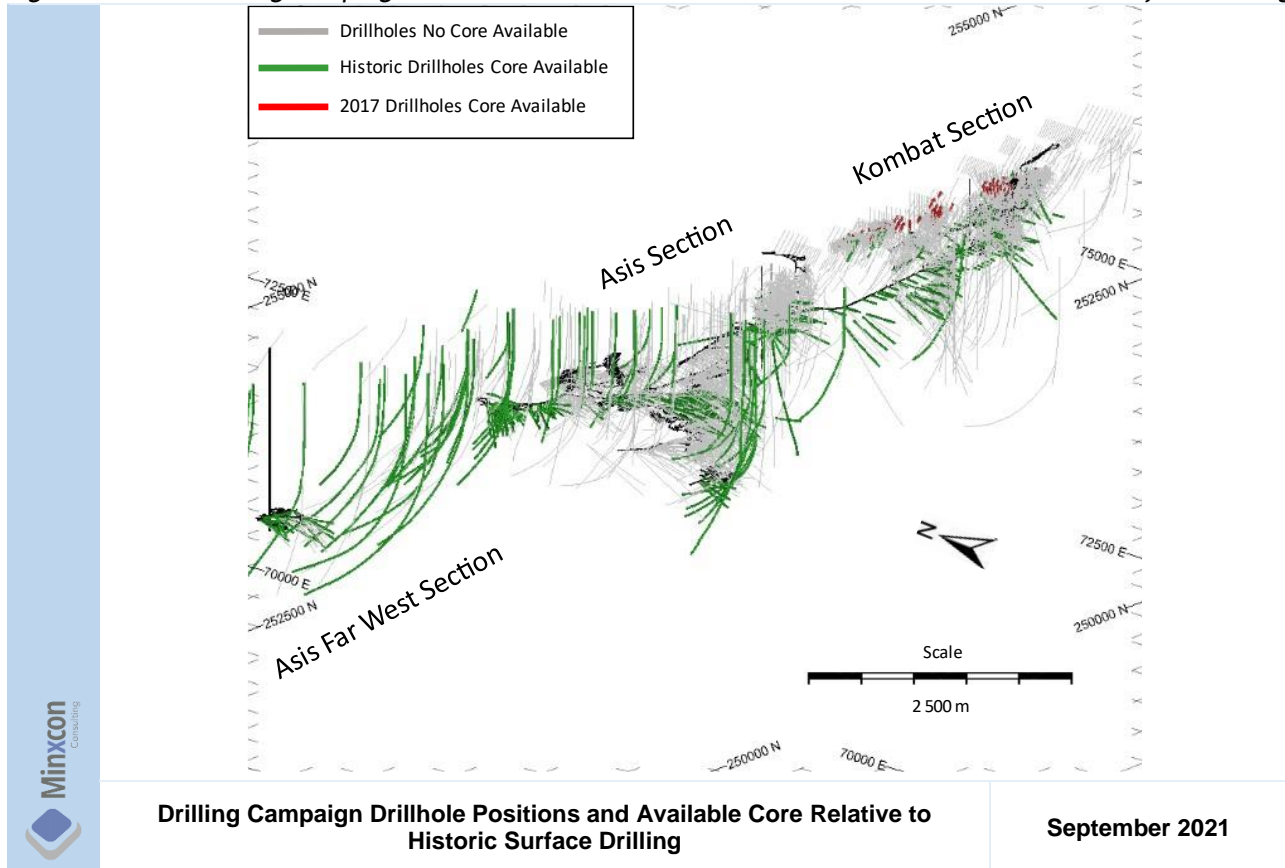 Drillholes No Core Available
Historic Drillholes Core Available
2017 Drillholes Core Available
255000 N
Kombat Section
Asis Section
75000 E
252500 N
72500 N
25500 E
N
72500 E
70000 E
252500 N
250000 N
Asis Far West Section
Scale
2 500 m
250000 N
70000 E
Minxcon
Consulting
Drilling Campaign Drillhole Positions and Available Core Relative to
Historic Surface Drilling
September 2021